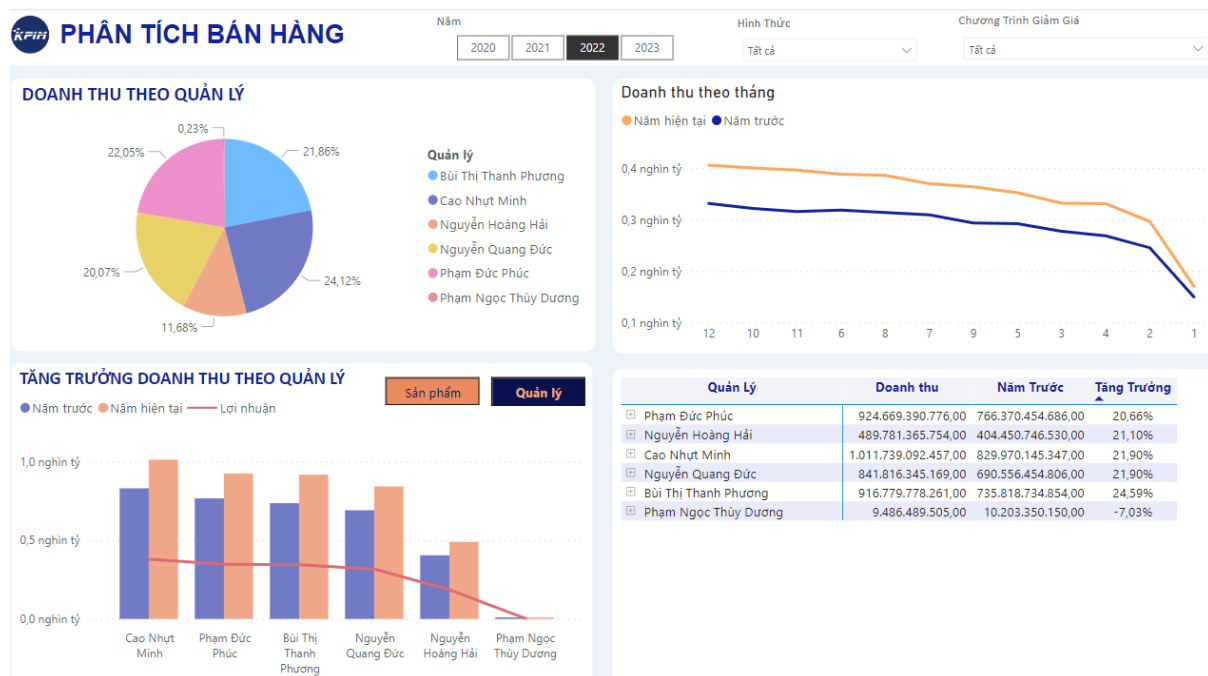 KPIM
PHÂN TÍCH BÁN HÀNG
Năm
2020 2021 2022 2023
Hình Thức
Tất cả
Chương Trình Giảm Giá
Tất cả
DOANH THU THEO QUẢN LÝ
0,23%
21,86%
22,05%
20,07%
24,12%
11,68%
Quản lý
Bùi Thị Thanh Phương
Cao Nhựt Minh
Nguyễn Hoàng Hải
Nguyễn Quang Đức
Phạm Đức Phúc
Phạm Ngọc Thùy Dương
Doanh thu theo tháng
Năm hiện tại Năm trước
0,4 nghìn tỷ
0,3 nghìn tỷ
0,2 nghìn tỷ
0,1 nghìn tỷ
12 10 11 6 8 7 9 5 3 4 2 1
TĂNG TRƯỞNG DOANH THU THEO QUẢN LÝ
Sản phẩm
Quản lý
Năm trước Năm hiện tại Lợi nhuận
1,0 nghìn tỷ
0,5 nghìn tỷ
0,0 nghìn tỷ
Cao Nhựt
Minh
Phạm Đức
Phúc
Bùi Thị
Thanh
Phương
Nguyễn
Quang Đức
Nguyễn
Hoàng Hải
Phạm Ngọc
Thùy Dương
Quản Lý Doanh thu Năm Trước Tăng Trưởng
Phạm Đức Phúc 924.669.390.776,00 766.370.454.686,00 20,66%
Nguyễn Hoàng Hải 489.781.365.754,00 404.450.746.530,00 21,10%
Cao Nhựt Minh 1.011.739.092.457,00 829.970.145.347,00 21,90%
Nguyễn Quang Đức 841.816.345.169,00 690.556.454.806,00 21,90%
Bùi Thị Thanh Phương 916.779.778.261,00 735.818.734.854,00 24,59%
Phạm Ngọc Thùy Dương 9.486.489.505,00 10.203.350.150,00 -7,03%